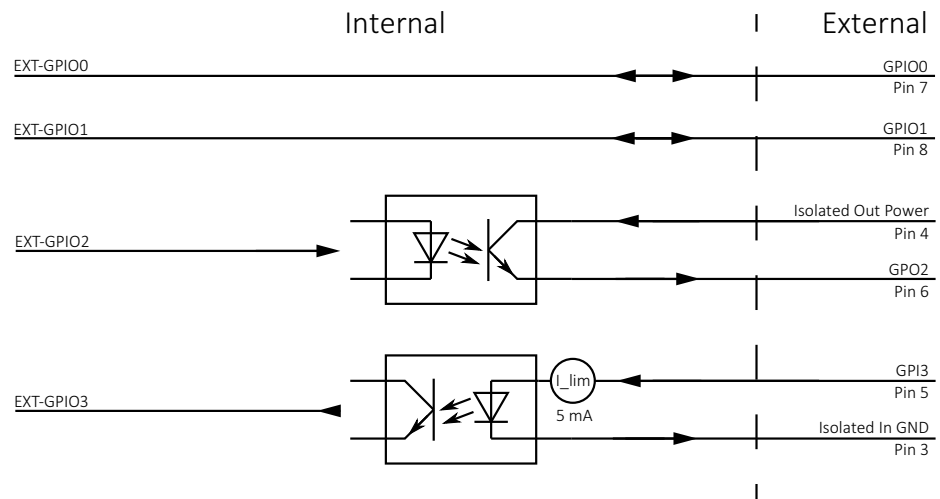 Internal
External
EXT-GPIO0
GPIO0
Pin 7
EXT-GPIO1
GPIO1
Pin 8
Isolated Out Power
Pin 4
EXT-GPIO2
GPO2
Pin 6
GPI3
I_lim
Pin 5
EXT-GPIO3
5 mA
Isolated In GND
Pin 3